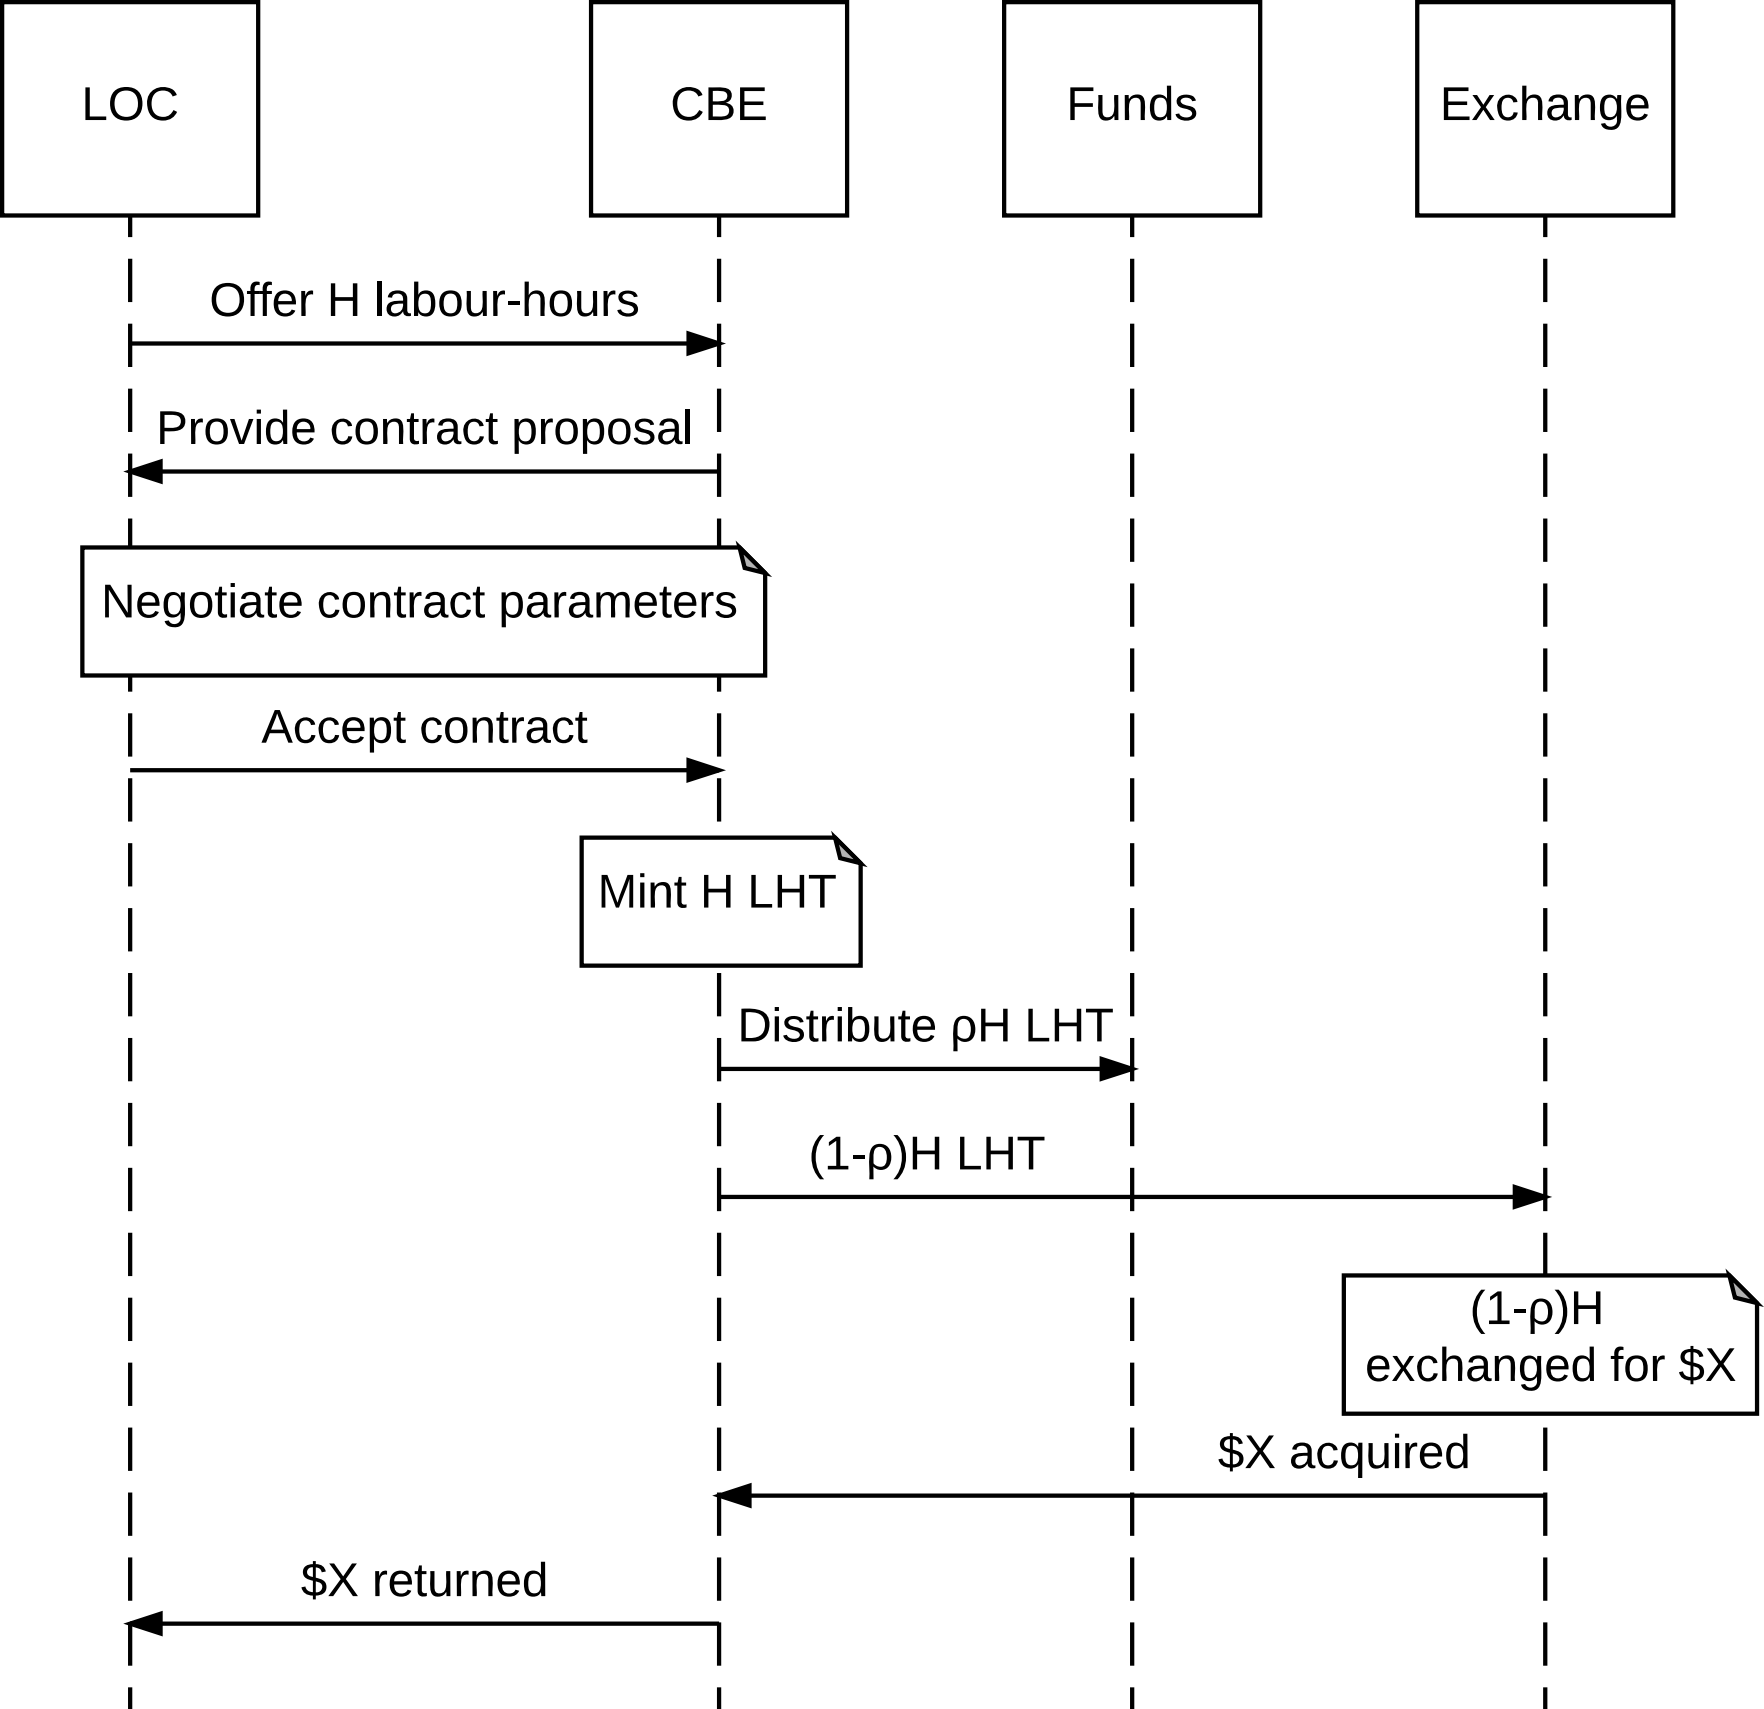 LOC
CBE
Funds
Exchange
Offer H labour-hours
Provide contract proposal
Negotiate contract parameters
Accept contract
Mint H LHT
Distribute ρH LHT
(1-ρ)H LHT
(1-ρ)H
exchanged for $X
$X acquired
$X returned